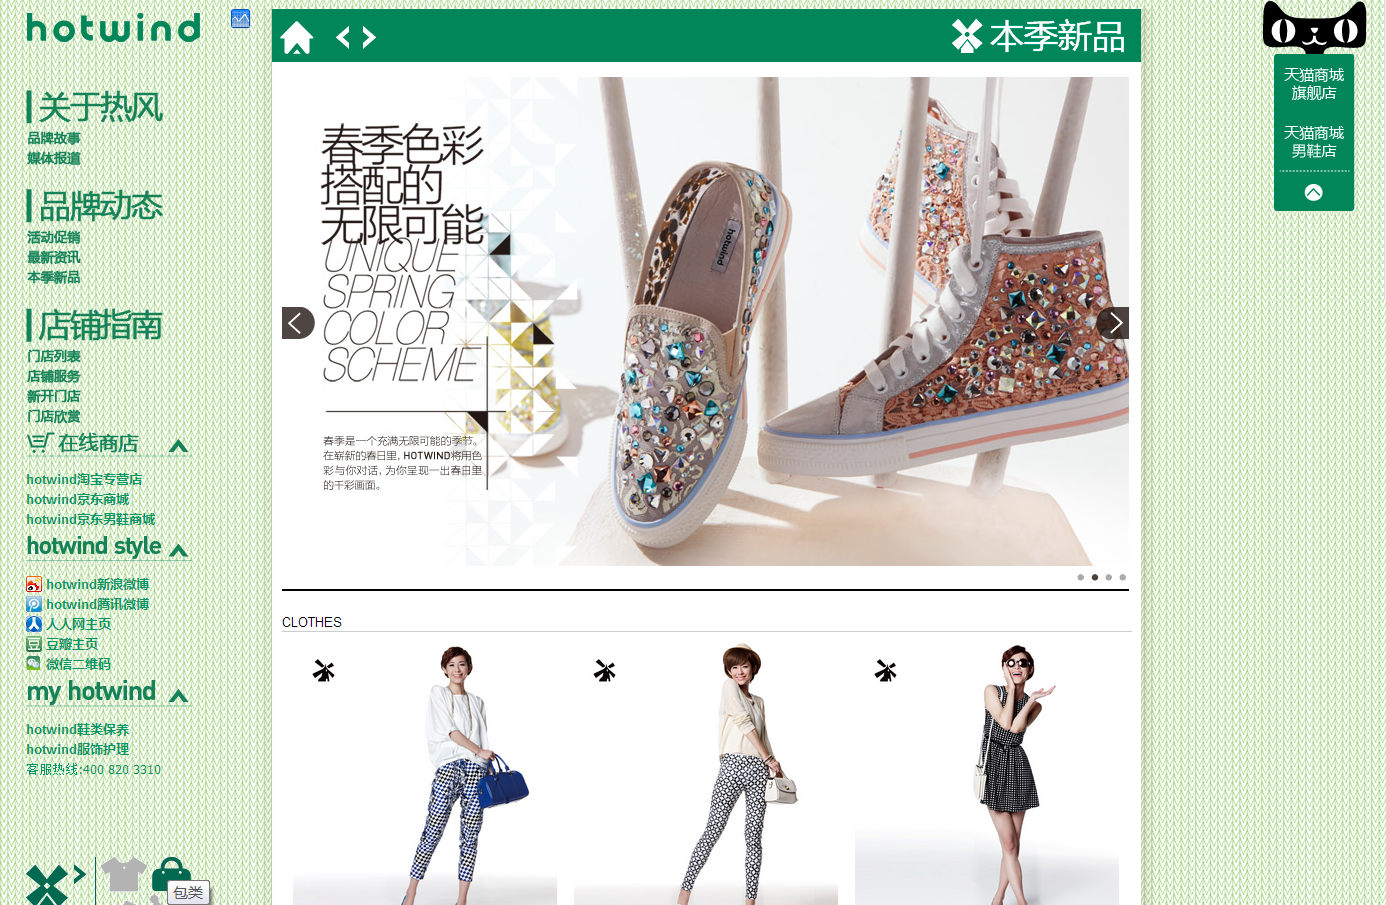 hotwind
关于热风
品牌故事
媒体报道
品牌动态
活动促销
最新资讯
本季新品
店铺指南
门店列表
店铺服务
新开门店
门店欣赏
在线商店
hotwind淘宝专营店
hotwind京东商城
hotwind京东男鞋商城
hotwind style
hotwind新浪微博
hotwind腾讯微博
人人网主页
豆瓣主页
微信二维码
my hotwind
hotwind鞋类保养
hotwind服饰护理
客服热线:400 820 3310
包类
本季新品
春季色彩
搭配的
无限可能
UNIQUE
SPRING
COLOR
SCHEME
春季是一个充满无限可能的季节。
在崭新的春日里，HOTWIND将用色
彩与你对话，为你呈现一出春日里
的千彩画面。
hotwind
CLOTHES
天猫商城
旗舰店
天猫商城
男鞋店